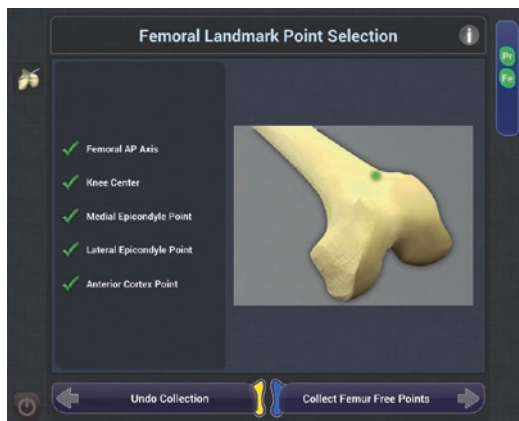 Femoral Landmark Point Selection
i
Pr
Fe
Femoral AP Axis
Knee Center
Medial Epicondyle Point
Lateral Epicondyle Point
Anterior Cortex Point
Undo Collection
Collect Femur Free Points